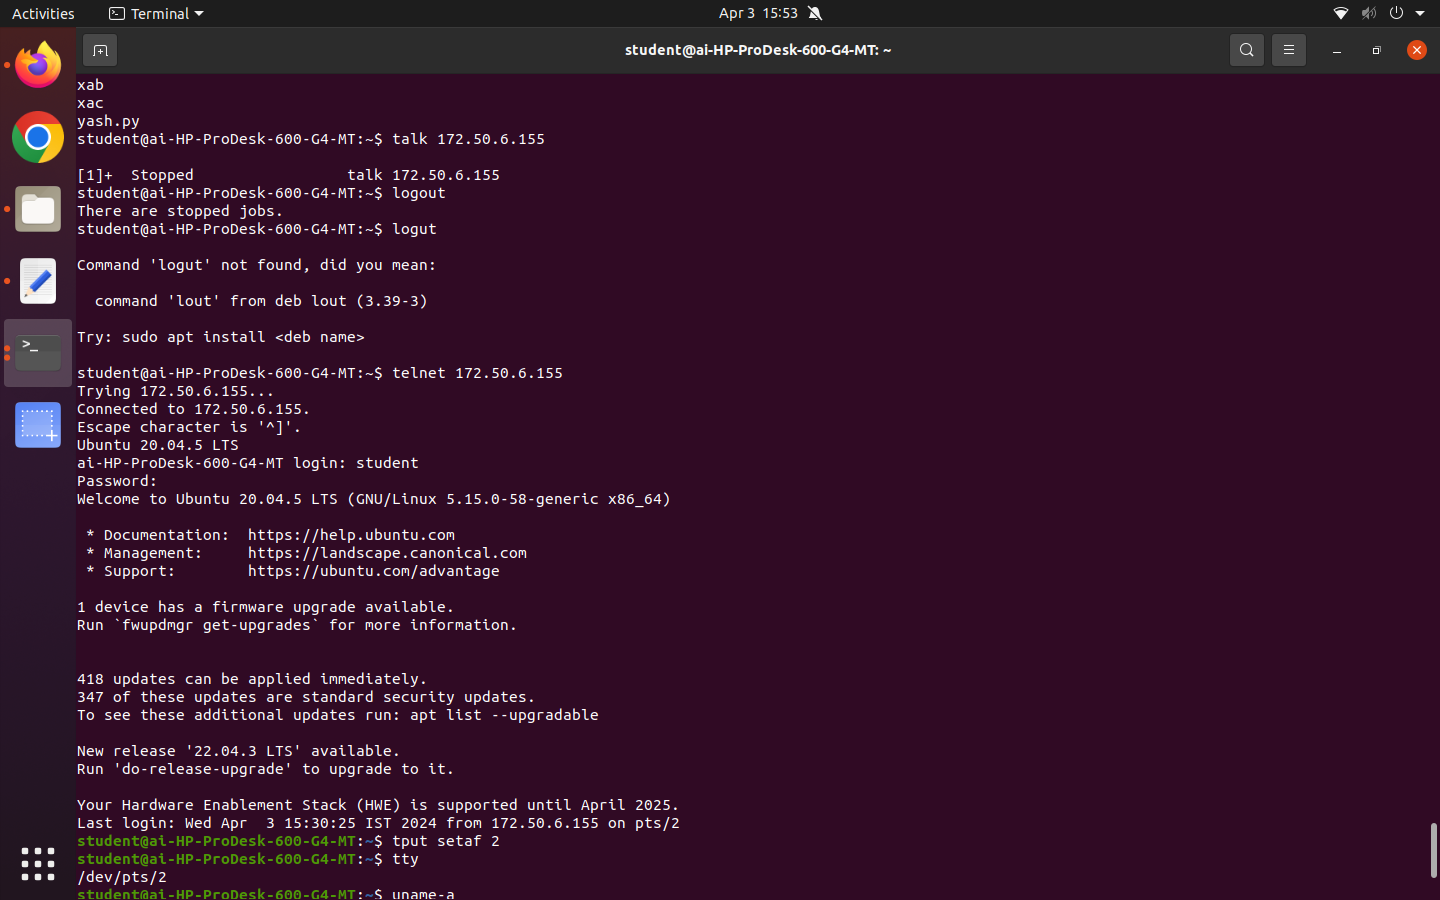 Activities
Terminal
Apr 3 15:53
student@ai-HP-ProDesk-600-G4-MT: ~
xab
xac
yash.py
student@ai-HP-ProDesk-600-G4-MT:~$ talk 172.50.6.155
[1]+  Stopped                 talk 172.50.6.155
student@ai-HP-ProDesk-600-G4-MT:~$ logout
There are stopped jobs.
student@ai-HP-ProDesk-600-G4-MT:~$ logut
Command 'logut' not found, did you mean:
  command 'lout' from deb lout (3.39-3)
Try: sudo apt install <deb name>
student@ai-HP-ProDesk-600-G4-MT:~$ telnet 172.50.6.155
Trying 172.50.6.155...
Connected to 172.50.6.155.
Escape character is '^]'.
Ubuntu 20.04.5 LTS
ai-HP-ProDesk-600-G4-MT login: student
Password:
Welcome to Ubuntu 20.04.5 LTS (GNU/Linux 5.15.0-58-generic x86_64)
 * Documentation:  https://help.ubuntu.com
 * Management:     https://landscape.canonical.com
 * Support:        https://ubuntu.com/advantage
1 device has a firmware upgrade available.
Run `fwupdmgr get-upgrades` for more information.
418 updates can be applied immediately.
347 of these updates are standard security updates.
To see these additional updates run: apt list --upgradable
New release '22.04.3 LTS' available.
Run 'do-release-upgrade' to upgrade to it.
Your Hardware Enablement Stack (HWE) is supported until April 2025.
Last login: Wed Apr  3 15:30:25 IST 2024 from 172.50.6.155 on pts/2
student@ai-HP-ProDesk-600-G4-MT:~$ tput setaf 2
student@ai-HP-ProDesk-600-G4-MT:~$ tty
/dev/pts/2
student@ai-HP-ProDesk-600-G4-MT:~$ uname-a